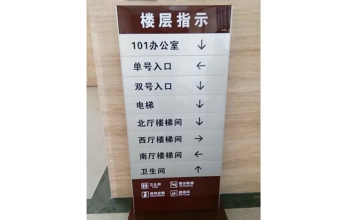 楼层指示
101办公室 ↓
单号入口 ←
双号入口 ↓
电梯 ↓
北厅楼梯间 ↓
西厅楼梯间 →
南厅楼梯间 ←
卫生间 ↑